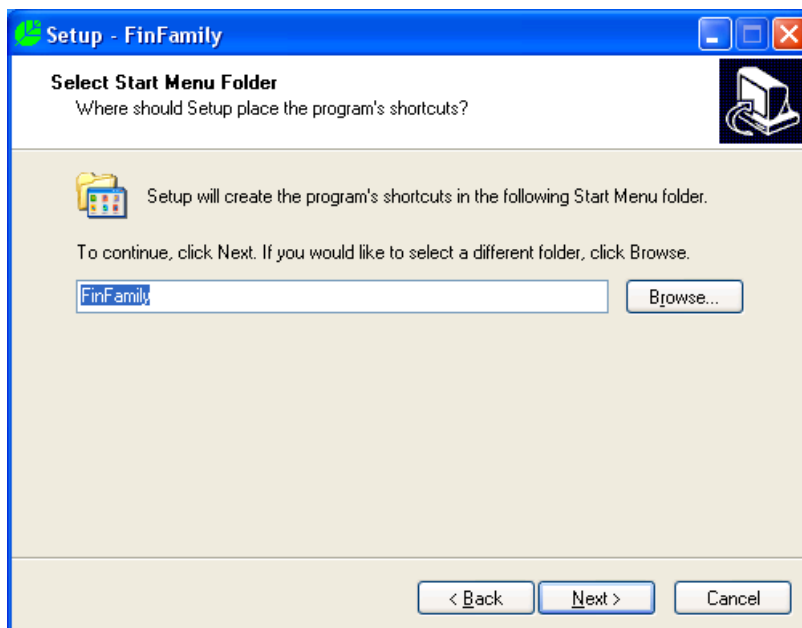 Setup - FinFamily
Select Start Menu Folder
Where should Setup place the program's shortcuts?
Setup will create the program's shortcuts in the following Start Menu folder.
To continue, click Next. If you would like to select a different folder, click Browse.
FinFamily
Browse...
< Back
Next >
Cancel